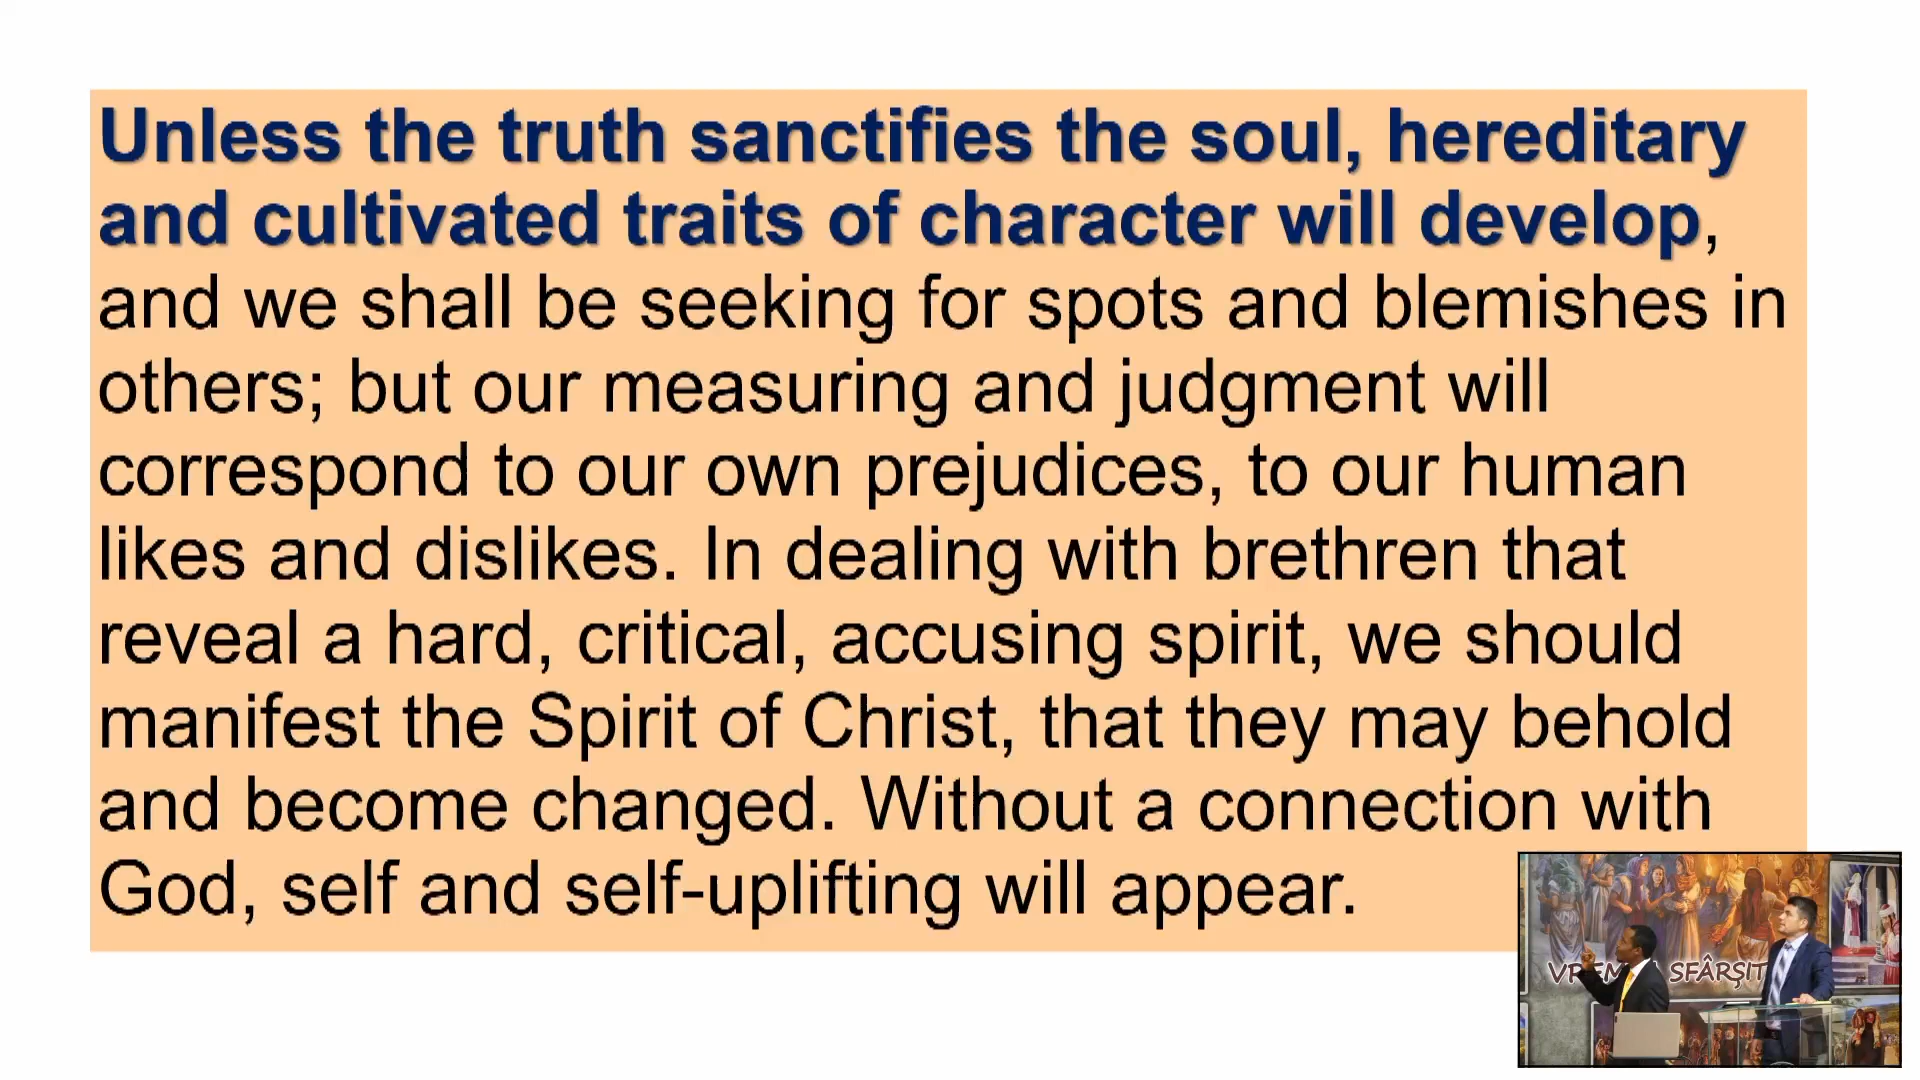 Unless the truth sanctifies the soul, hereditary
and cultivated traits of character will develop,
and we shall be seeking for spots and blemishes in
others; but our measuring and judgment will
correspond to our own prejudices, to our human
likes and dislikes. In dealing with brethren that
reveal a hard, critical, accusing spirit, we should
manifest the Spirit of Christ, that they may behold
and become changed. Without a connection with
God, self and self-uplifting will appear.
SFÂRȘIT